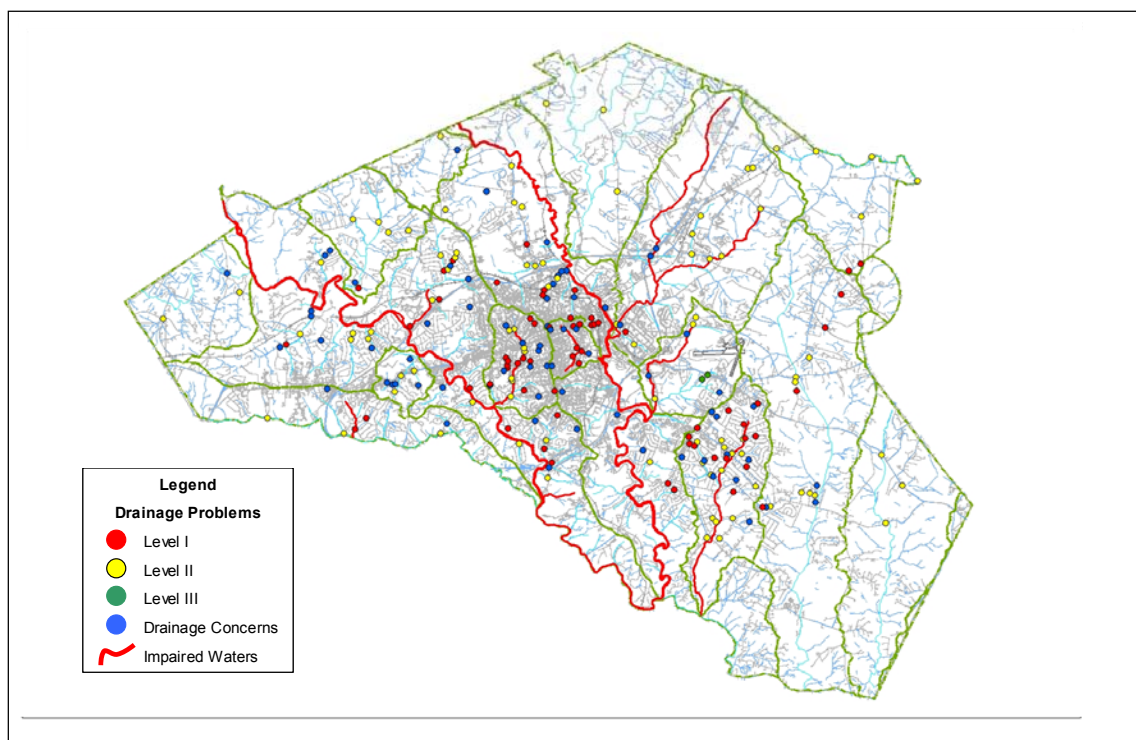 Legend
Drainage Problems
Level I
Level II
Level III
Drainage Concerns
Impaired Waters